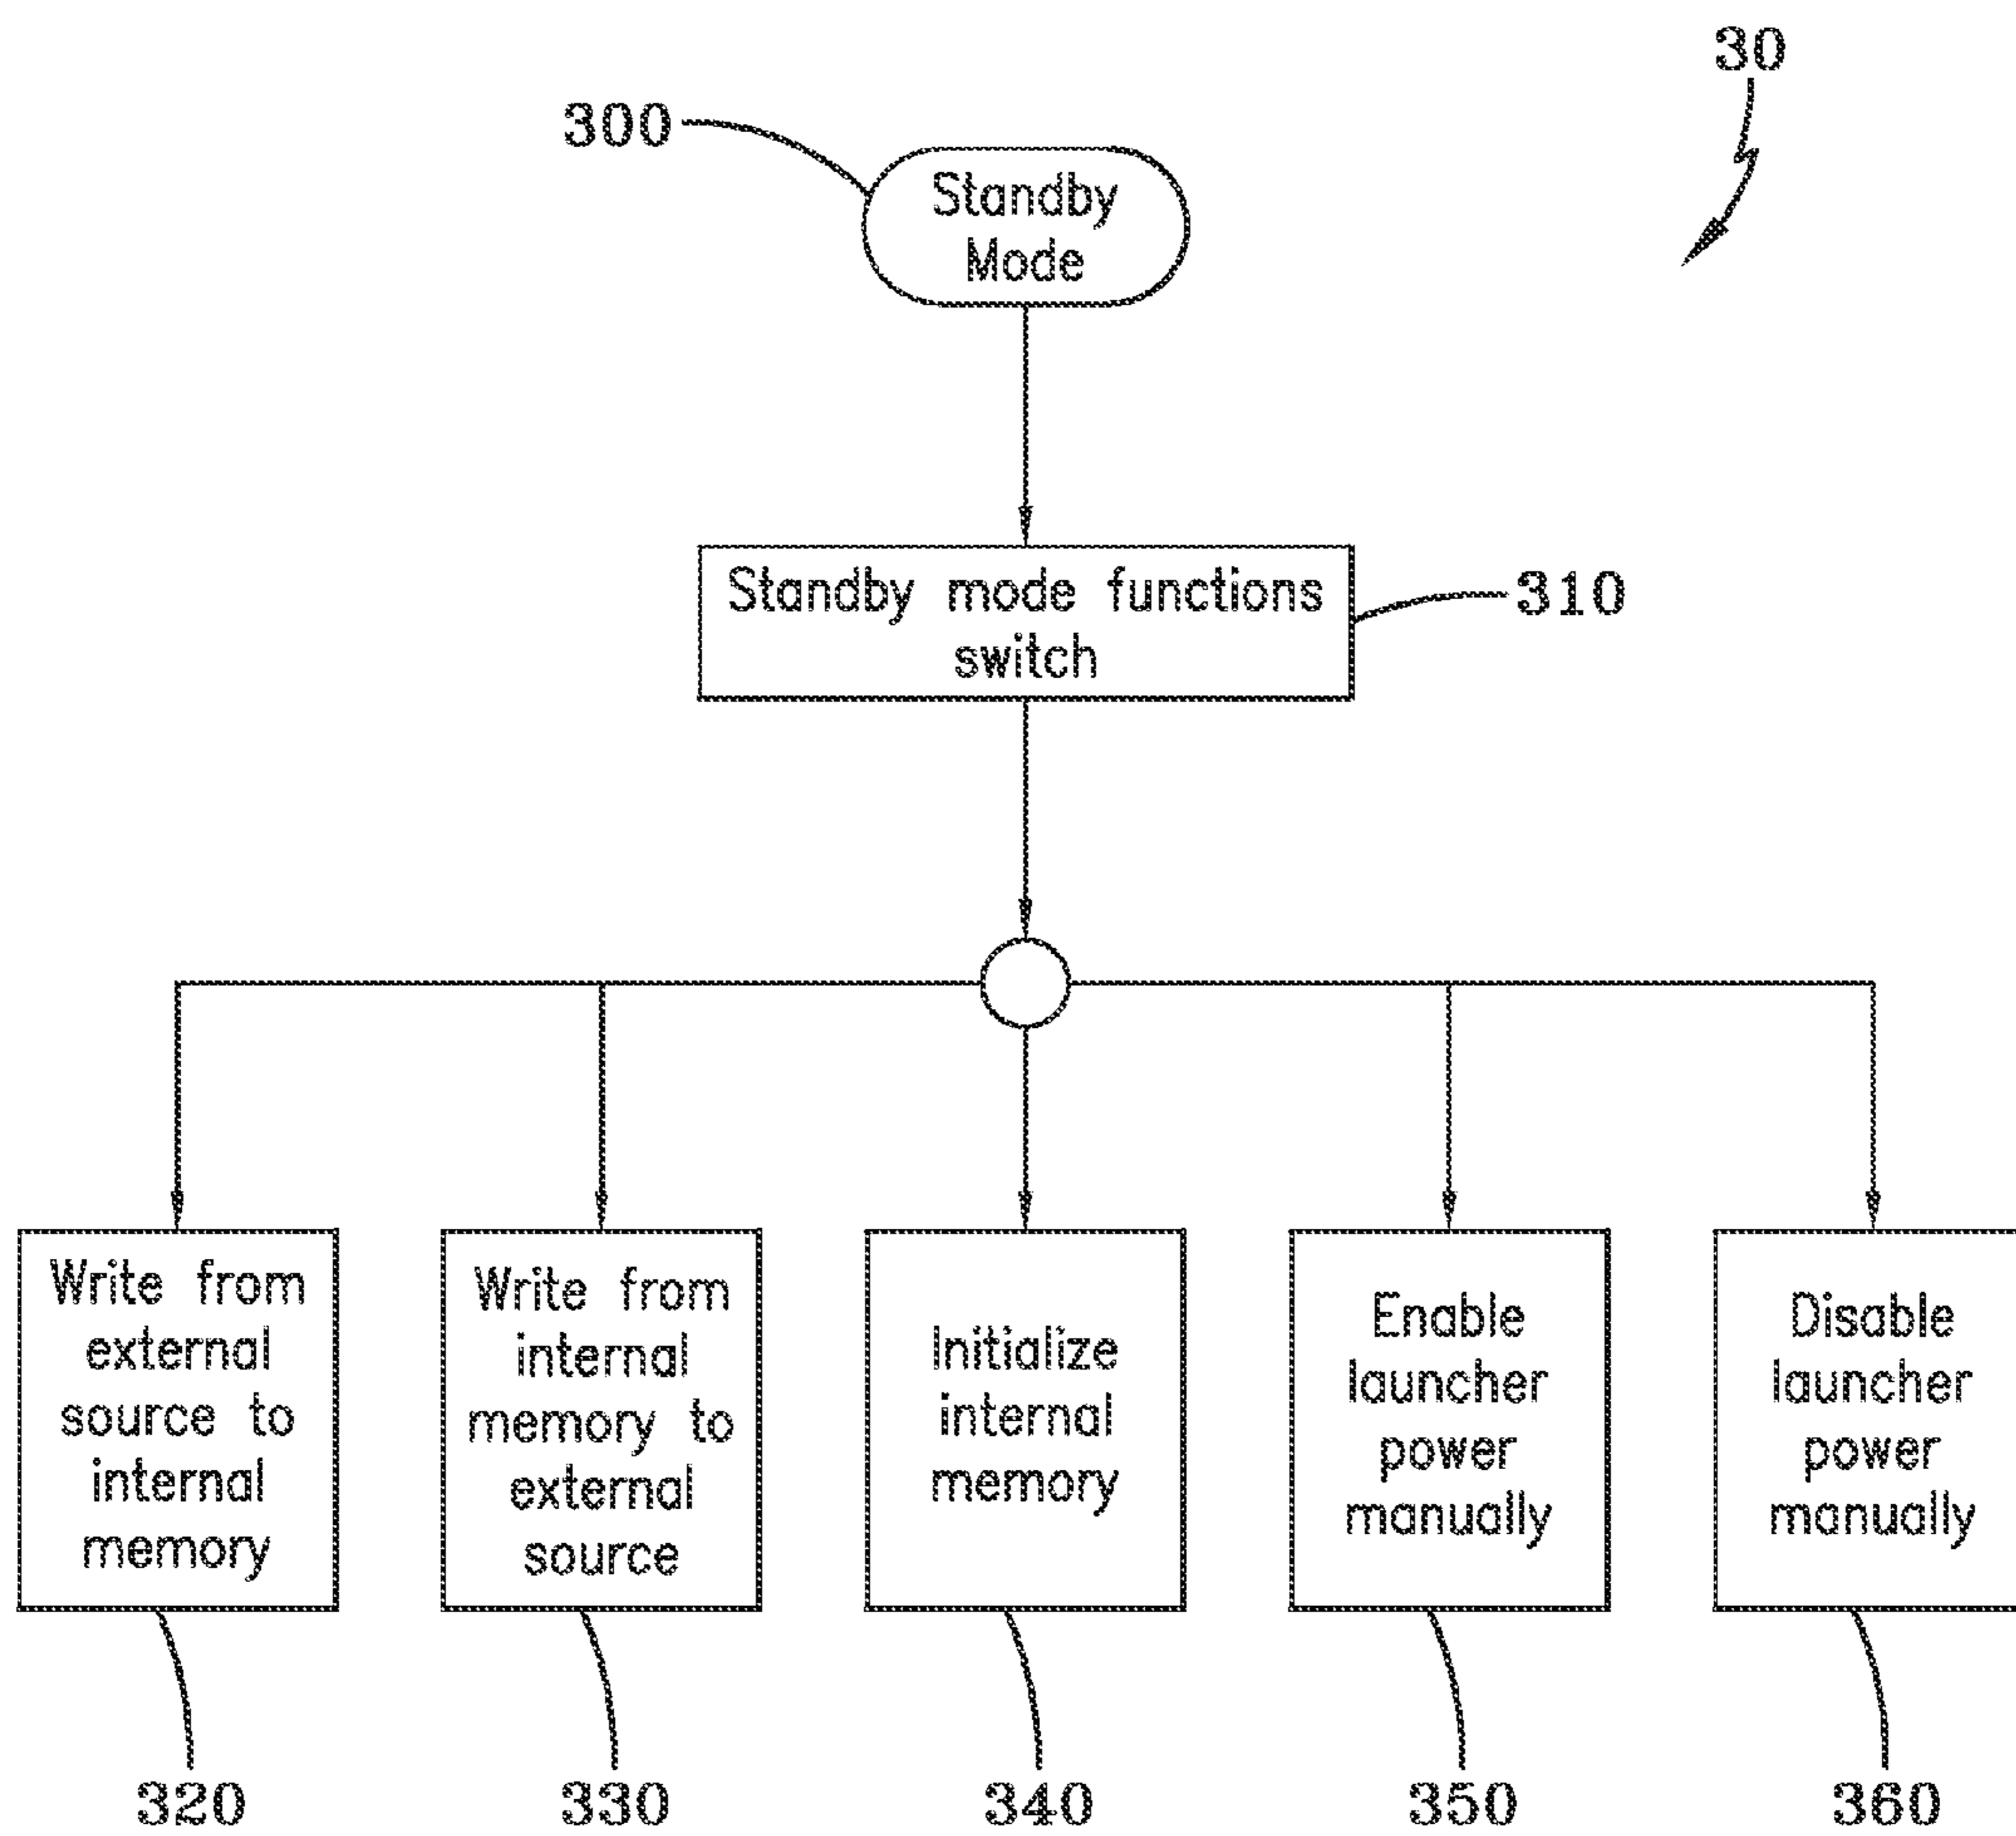 30
300
Standby
Mode
Standby mode functions
switch
310
Write from
external
source to
internal
memory
Write from
internal
memory to
external
source
Initialize
internal
memory
Enable
launcher
power
manually
Disable
launcher
power
manually
320
330
340
350
360